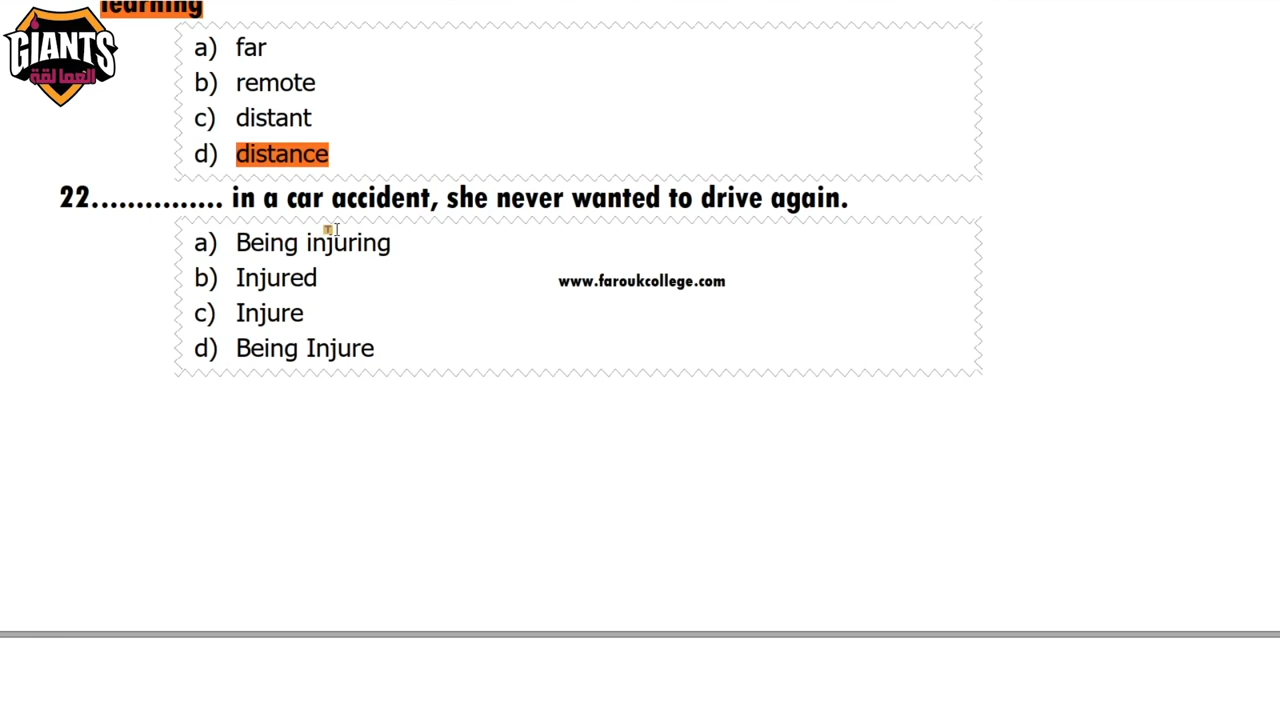 learning
GIANTS
العمالقة
a) far
b) remote
c) distant
d) distance
22............... in a car accident, she never wanted to drive again.
a) Being injuring
b) Injured
www.faroukcollege.com
c) Injure
d) Being Injure